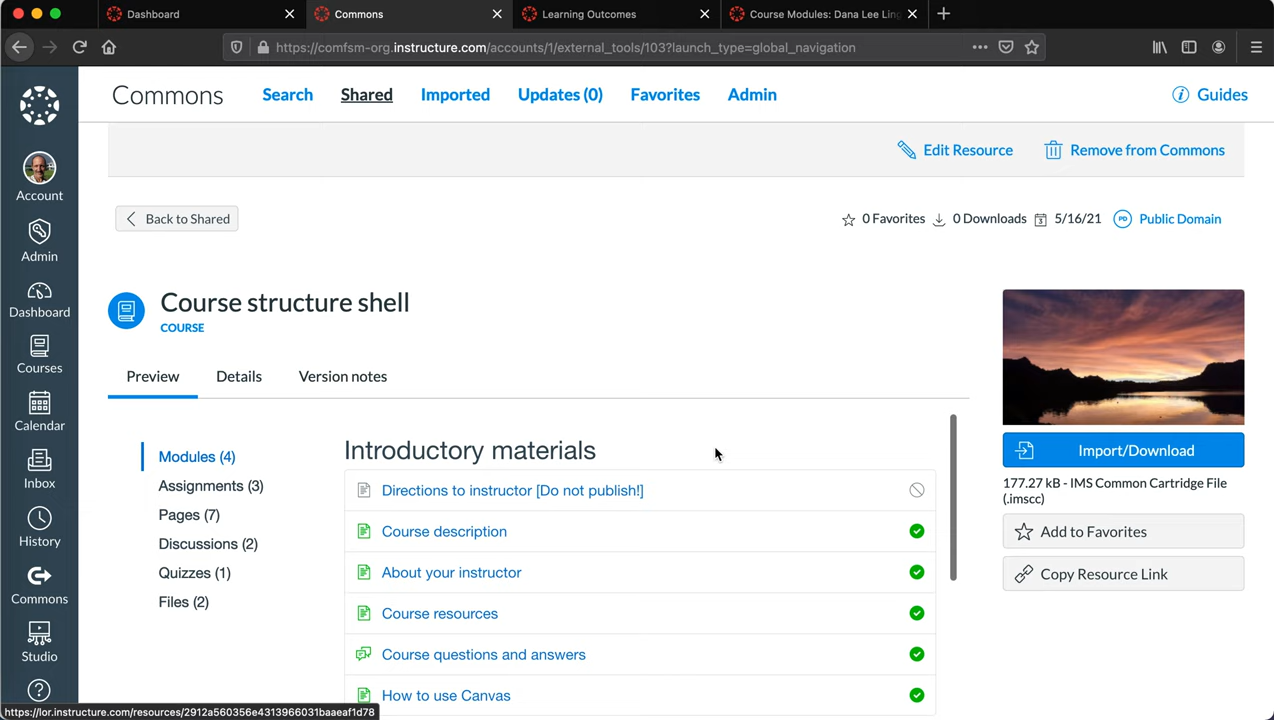 Dashboard
Commons
Learning Outcomes
Course Modules: Dana Lee Ling
https://comfsm-org.instructure.com/accounts/1/external_tools/103?launch_type=global_navigation
Commons Search Shared Imported Updates (0) Favorites Admin Guides
Edit Resource Remove from Commons
Back to Shared
0 Favorites 0 Downloads 5/16/21 PD Public Domain
Course structure shell
COURSE
Preview Details Version notes
Modules (4)
Assignments (3)
Pages (7)
Discussions (2)
Quizzes (1)
Files (2)
Introductory materials
Directions to instructor [Do not publish!]
Course description
About your instructor
Course resources
Course questions and answers
How to use Canvas
Import/Download
177.27 kB - IMS Common Cartridge File
(.imscc)
Add to Favorites
Copy Resource Link
Account
Admin
Dashboard
Courses
Calendar
Inbox
History
Commons
Studio
https://lor.instructure.com/resources/2912a560356e4313966031baaeaf1d78